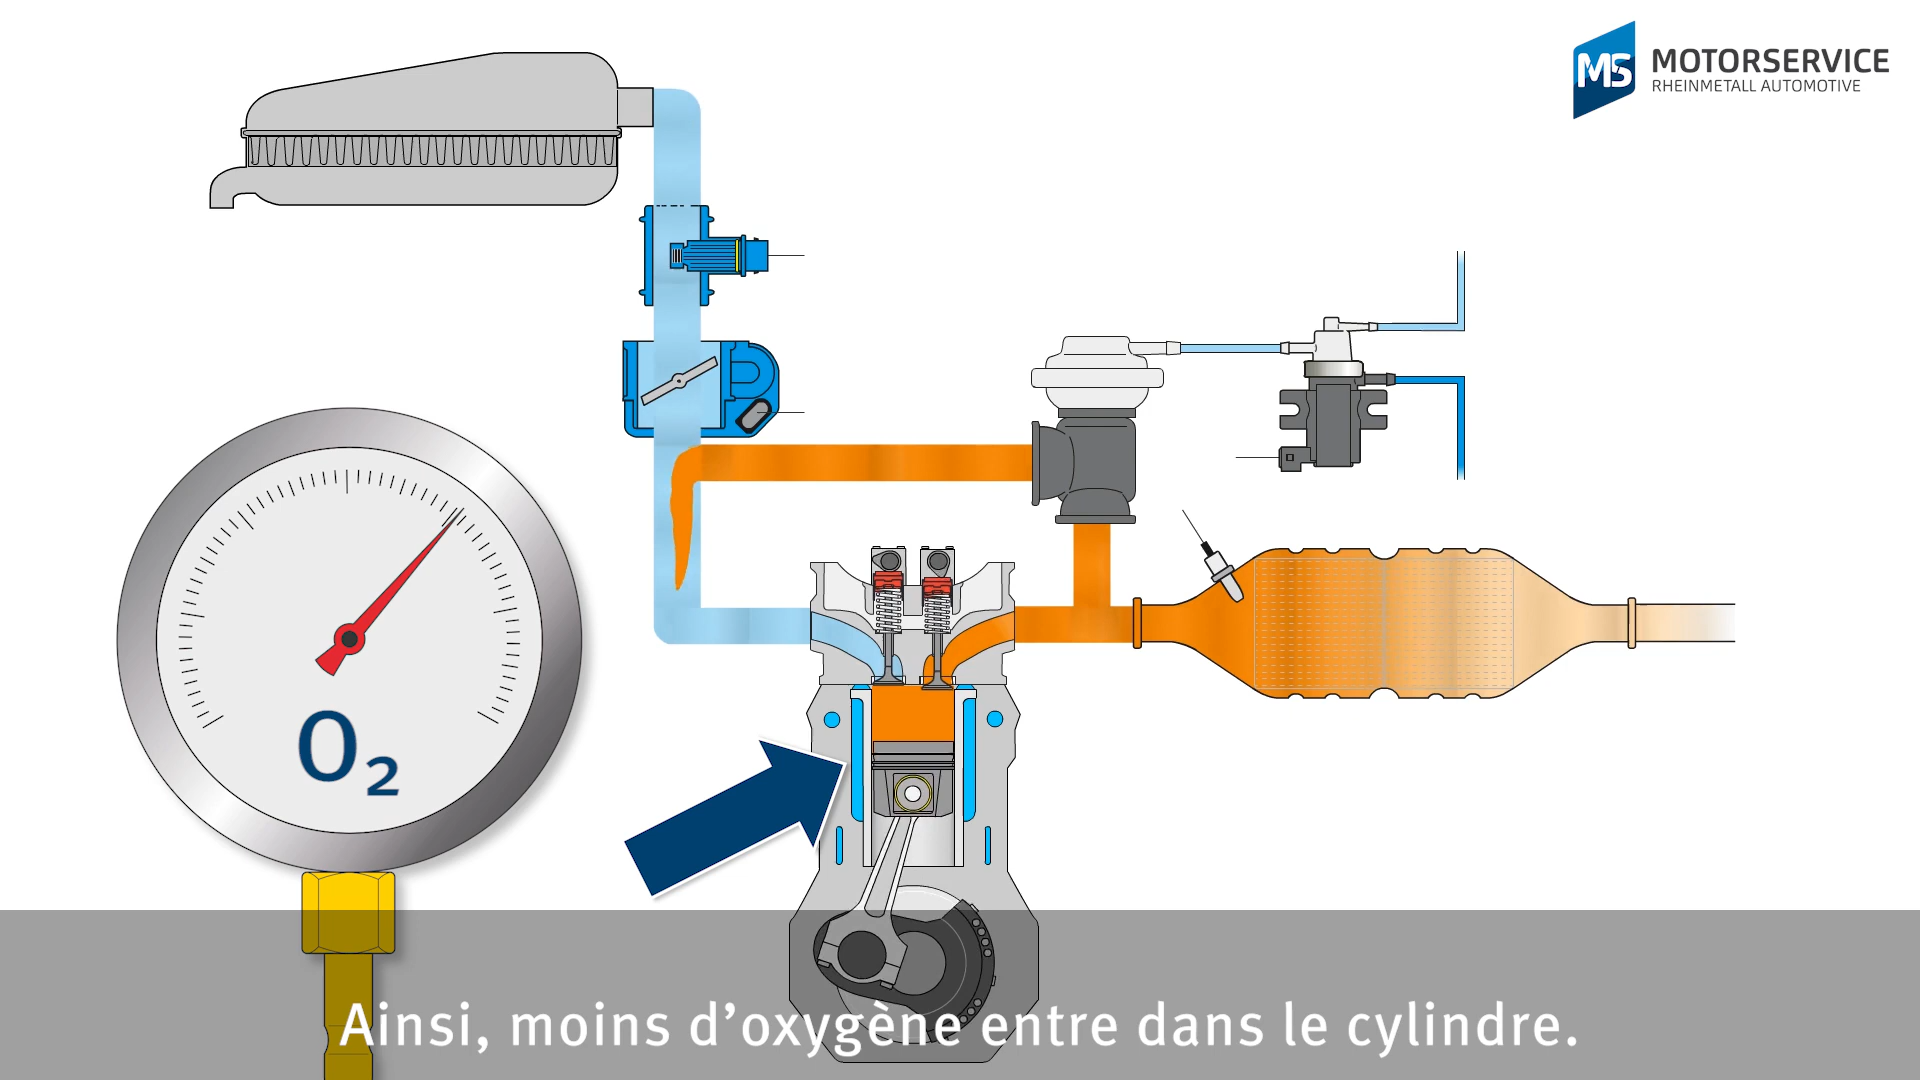 MS MOTORSERVICE
RHEINMETALL AUTOMOTIVE
O₂
Ainsi, moins d’oxygène entre dans le cylindre.